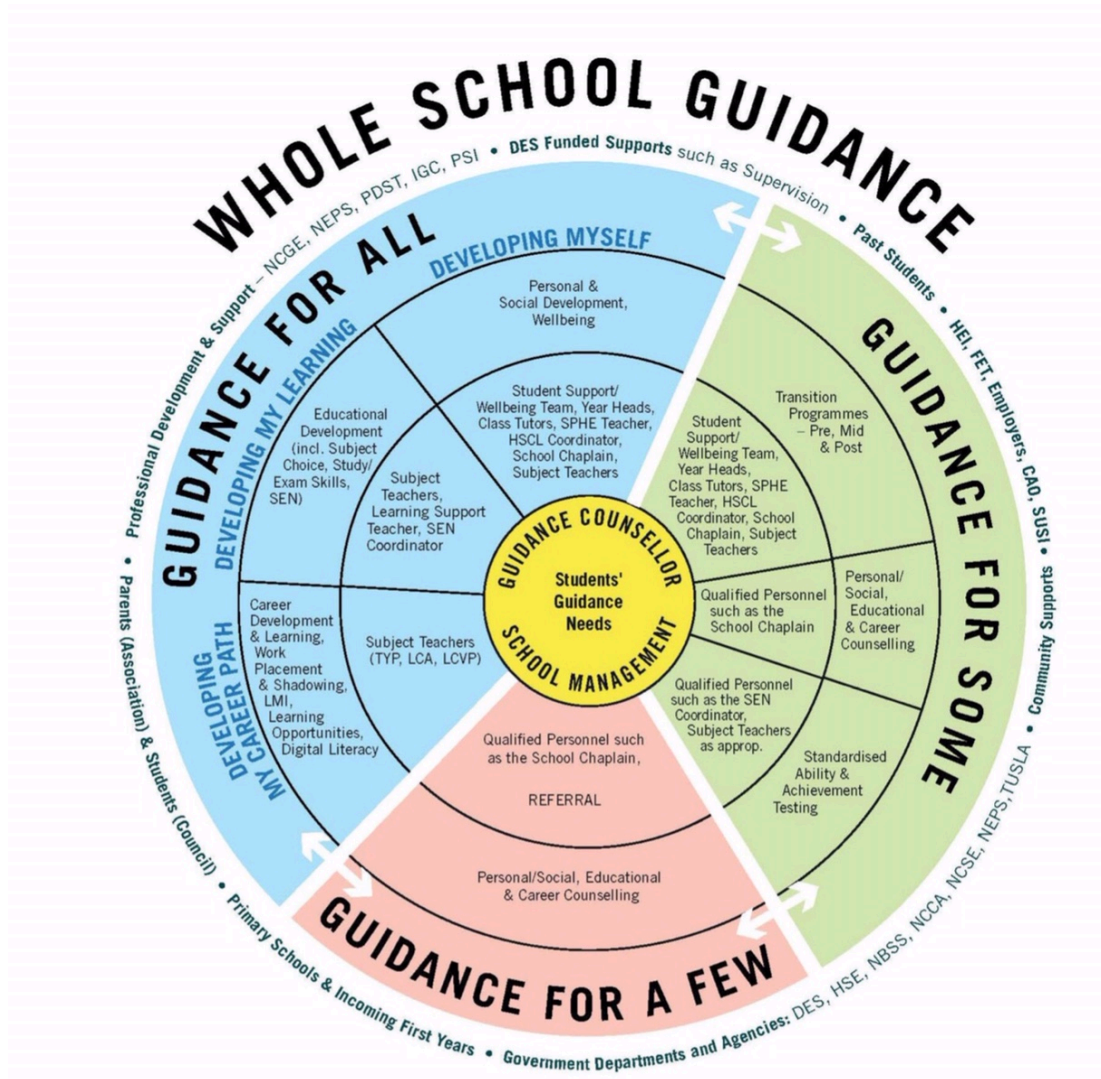 WHOLE SCHOOL GUIDANCE
Professional Development & Support – NCGE, NEPS, PDST, IGC, PSI • DES Funded Supports such as Supervision • Past Students • HEI, FET, Employers, CAO, SUSI • Community Supports •
Government Departments and Agencies: DES, HSE, NBSS, NCCA, NCSE, NEPS,TUSLA
• Primary Schools & Incoming First Years •
• Parents (Association) & Students (Council) •
GUIDANCE FOR ALL
DEVELOPING MYSELF
Personal &
Social Development,
Wellbeing
Student Support/
Wellbeing Team, Year Heads,
Class Tutors, SPHE Teacher,
HSCL Coordinator,
School Chaplain,
Subject Teachers
DEVELOPING MY LEARNING
Educational
Development
(incl. Subject
Choice, Study/
Exam Skills,
SEN)
Subject
Teachers,
Learning Support
Teacher, SEN
Coordinator
DEVELOPING
MY CAREER PATH
Career
Development
& Learning,
Work
Placement
& Shadowing,
LMI,
Learning
Opportunities,
Digital Literacy
Subject Teachers
(TYP, LCA, LCVP)
GUIDANCE COUNSELLOR
Students'
Guidance
Needs
SCHOOL MANAGEMENT
GUIDANCE FOR SOME
Transition
Programmes
– Pre, Mid
& Post
Student
Support/
Wellbeing Team,
Year Heads,
Class Tutors, SPHE
Teacher, HSCL
Coordinator, School
Chaplain, Subject
Teachers
Personal/
Social,
Educational
& Career
Counselling
Qualified Personnel
such as the
School Chaplain
Qualified Personnel
such as the SEN
Coordinator,
Subject Teachers
as approp.
Standardised
Ability &
Achievement
Testing
Qualified Personnel such
as the School Chaplain,
REFERRAL
Personal/Social, Educational
& Career Counselling
GUIDANCE FOR A FEW